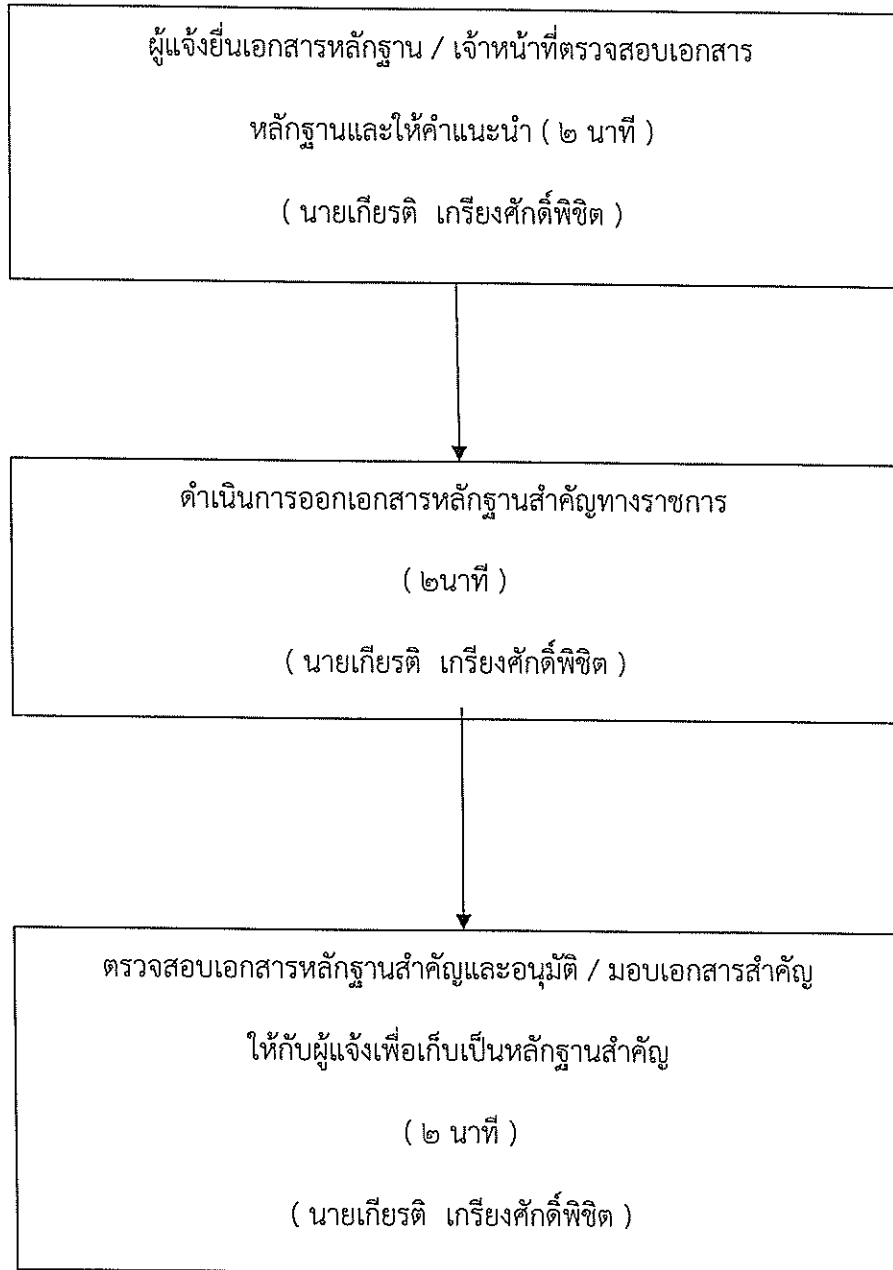 ผู้แจ้งยื่นเอกสารหลักฐาน / เจ้าหน้าที่ตรวจสอบเอกสาร
หลักฐานและให้คำแนะนำ ( ๒ นาที )
( นายเกียรติ เกรียงศักดิ์พิชิต )
ดำเนินการออกเอกสารหลักฐานสำคัญทางราชการ
( ๒นาที )
( นายเกียรติ เกรียงศักดิ์พิชิต )
ตรวจสอบเอกสารหลักฐานสำคัญและอนุมัติ / มอบเอกสารสำคัญ
ให้กับผู้แจ้งเพื่อเก็บเป็นหลักฐานสำคัญ
( ๒ นาที )
( นายเกียรติ เกรียงศักดิ์พิชิต )